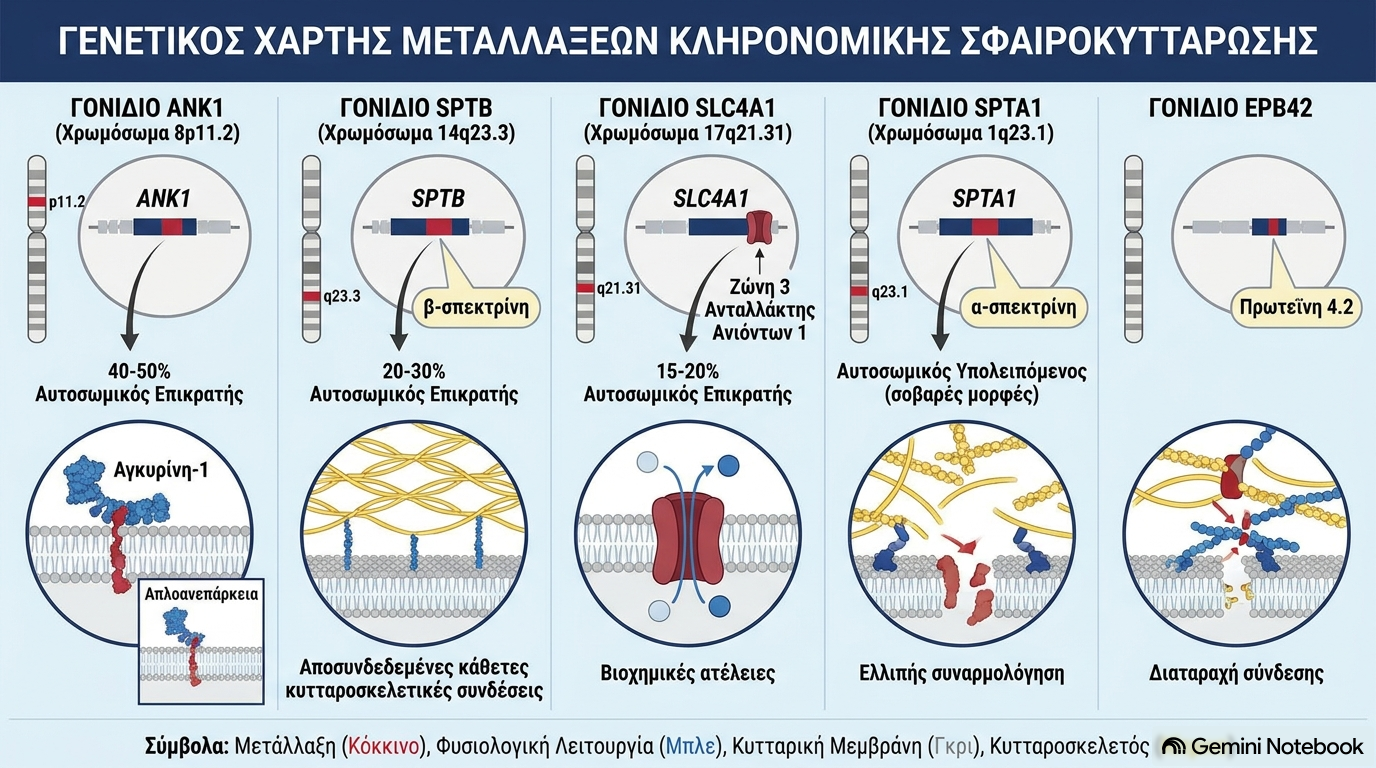 ΓΕΝΕΤΙΚΟΣ ΧΑΡΤΗΣ ΜΕΤΑΛΛΑΞΕΩΝ ΚΛΗΡΟΝΟΜΙΚΗΣ ΣΦΑΙΡΟΚΥΤΤΑΡΩΣΗΣ
ΓΟΝΙΔΙΟ ANK1
(Χρωμόσωμα 8p11.2)
p11.2
ANK1
40-50%
Αυτοσωμικός Επικρατής
Αγκυρίνη-1
Απλοανεπάρκεια
ΓΟΝΙΔΙΟ SPTB
(Χρωμόσωμα 14q23.3)
q23.3
SPTB
β-σπεκτρίνη
20-30%
Αυτοσωμικός Επικρατής
Αποσυνδεδεμένες κάθετες
κυτταροσκελετικές συνδέσεις
ΓΟΝΙΔΙΟ SLC4A1
(Χρωμόσωμα 17q21.31)
q21.31
SLC4A1
Ζώνη 3
Ανταλλάκτης
Ανιόντων 1
15-20%
Αυτοσωμικός Επικρατής
Βιοχημικές ατέλειες
ΓΟΝΙΔΙΟ SPTA1
(Χρωμόσωμα 1q23.1)
q23.1
SPTA1
α-σπεκτρίνη
Αυτοσωμικός Υπολειπόμενος
(σοβαρές μορφές)
Ελλιπής συναρμολόγηση
ΓΟΝΙΔΙΟ EPB42
Πρωτεΐνη 4.2
Διαταραχή σύνδεσης
Σύμβολα: Μετάλλαξη (Κόκκινο), Φυσιολογική Λειτουργία (Μπλε), Κυτταρική Μεμβράνη (Γκρι), Κυτταροσκελετός
Gemini Notebook